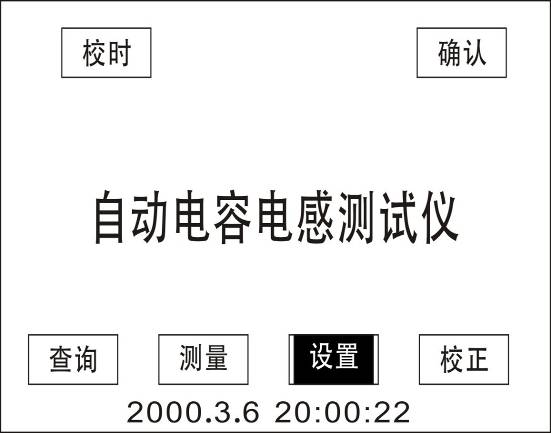 校时 确认
自动电容电感测试仪
查询 测量 设置 校正
2000.3.6 20:00:22